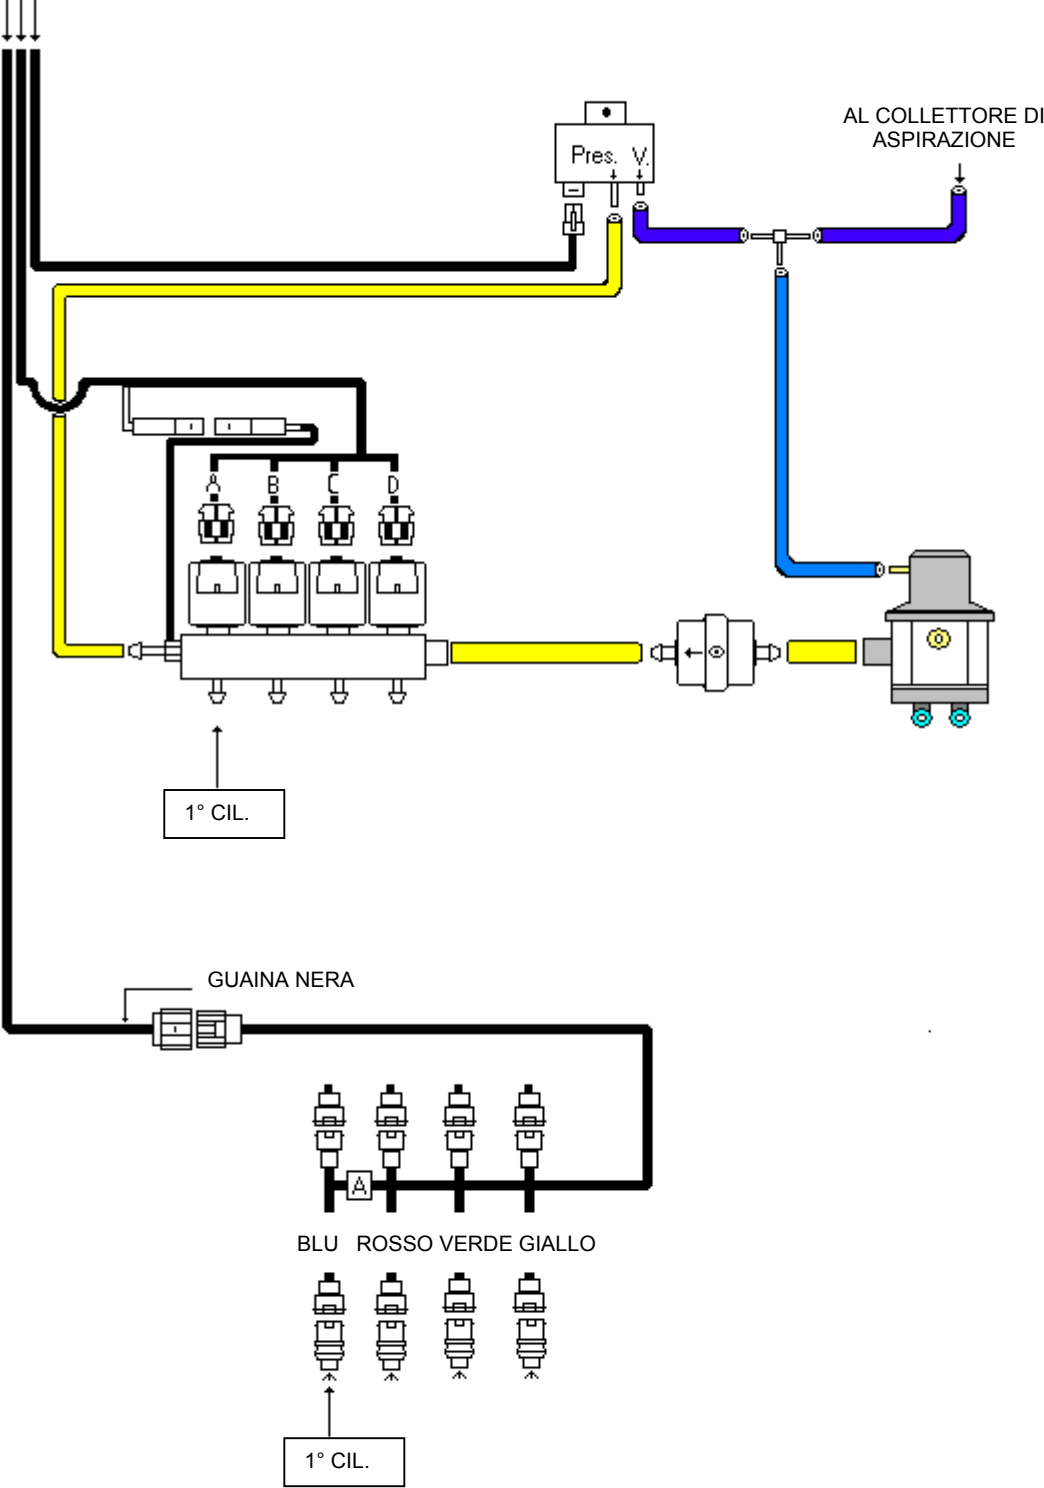 AL COLLETTORE DI
ASPIRAZIONE
Pres. V.
A B C D
1° CIL.
GUAINA NERA
A
BLU ROSSO VERDE GIALLO
1° CIL.